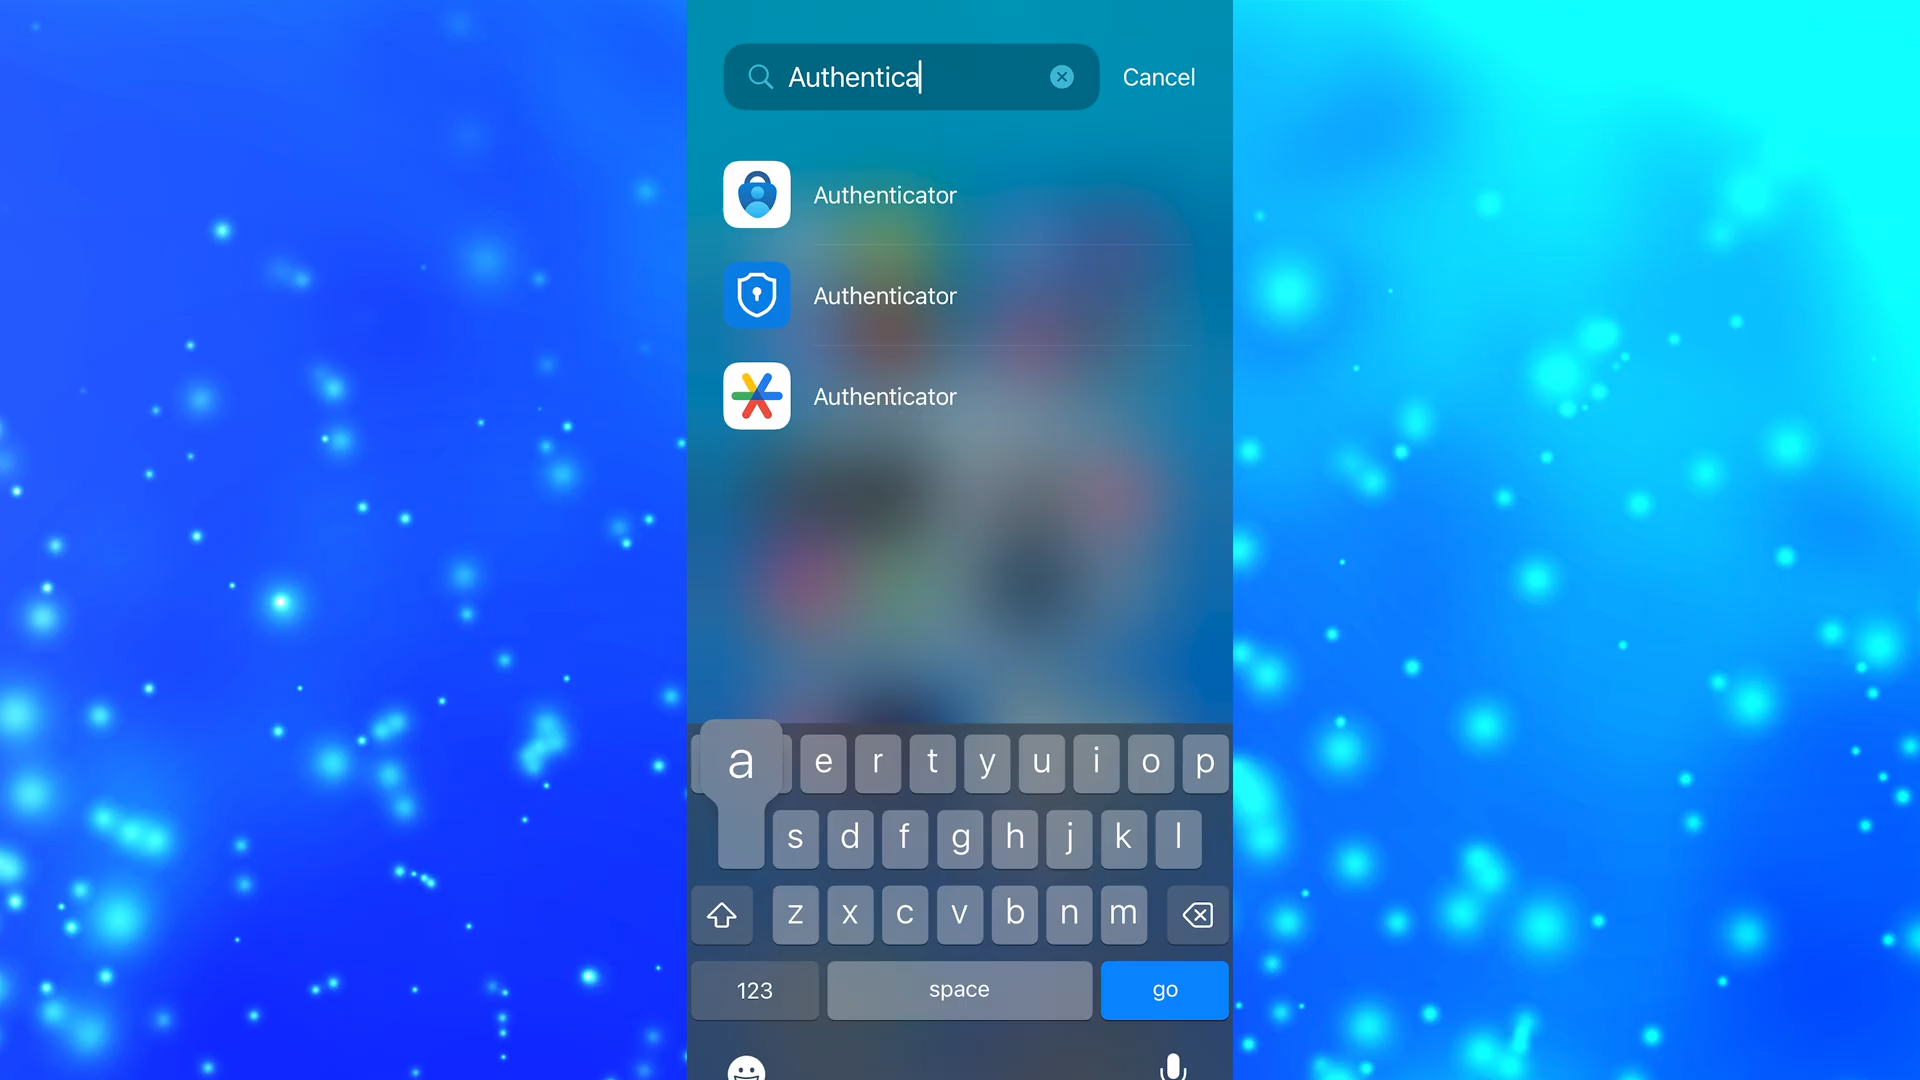 Authentica
Cancel
Authenticator
Authenticator
Authenticator
a e r t y u i o p
s d f g h j k l
z x c v b n m
123 space go